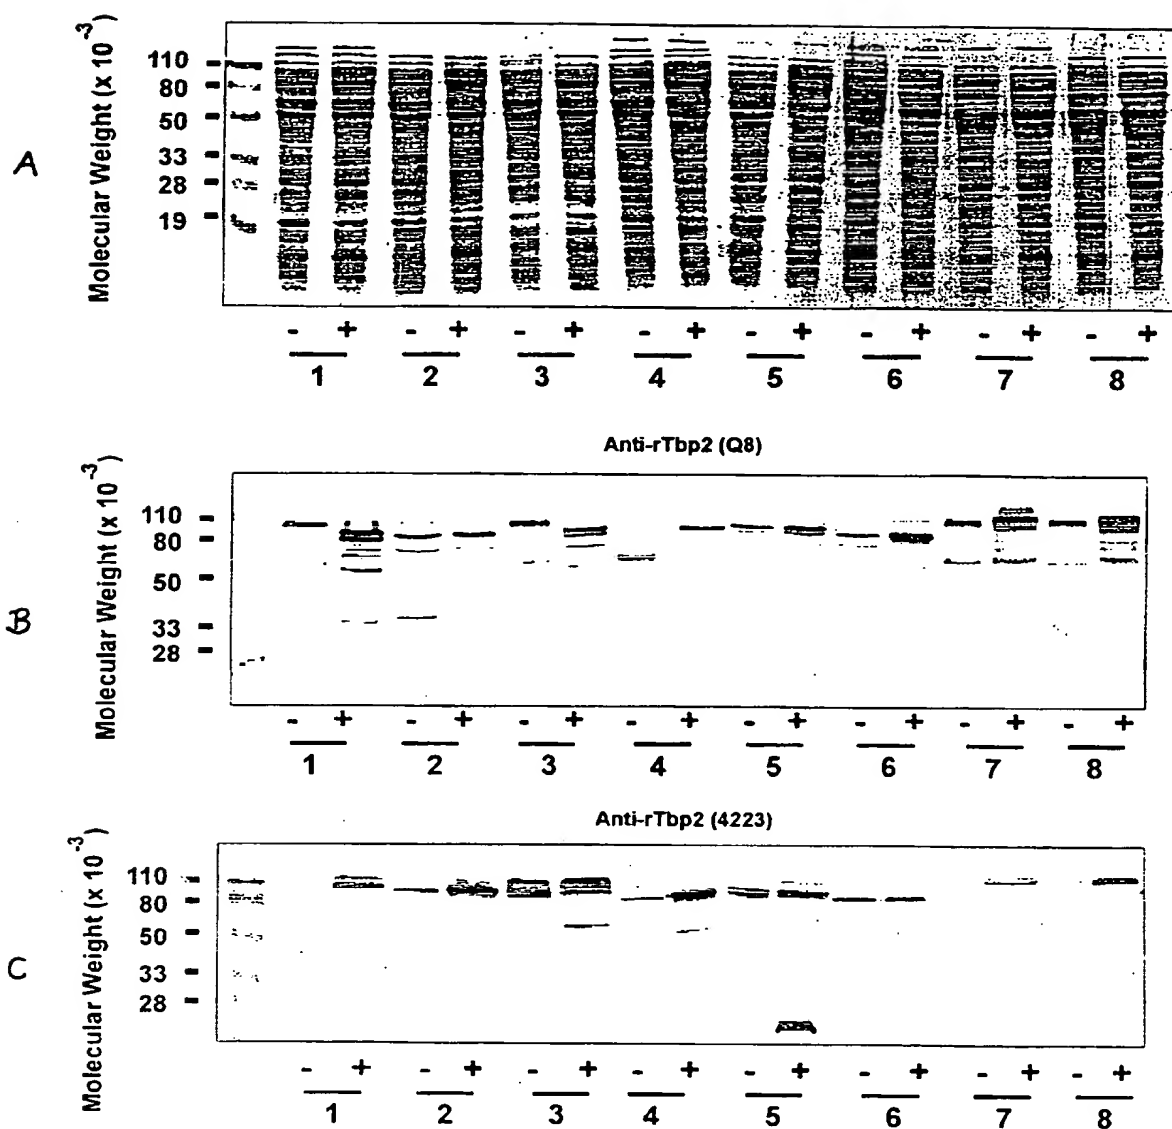 A
Molecular Weight (x 10⁻³)
110
80
50
33
28
19
- + - + - + - + - + - + - + - +
1 2 3 4 5 6 7 8
Anti-rTbp2 (Q8)
B
Molecular Weight (x 10⁻³)
110
80
50
33
28
- + - + - + - + - + - + - + - +
1 2 3 4 5 6 7 8
Anti-rTbp2 (4223)
C
Molecular Weight (x 10⁻³)
110
80
50
33
28
- + - + - + - + - + - + - + - +
1 2 3 4 5 6 7 8